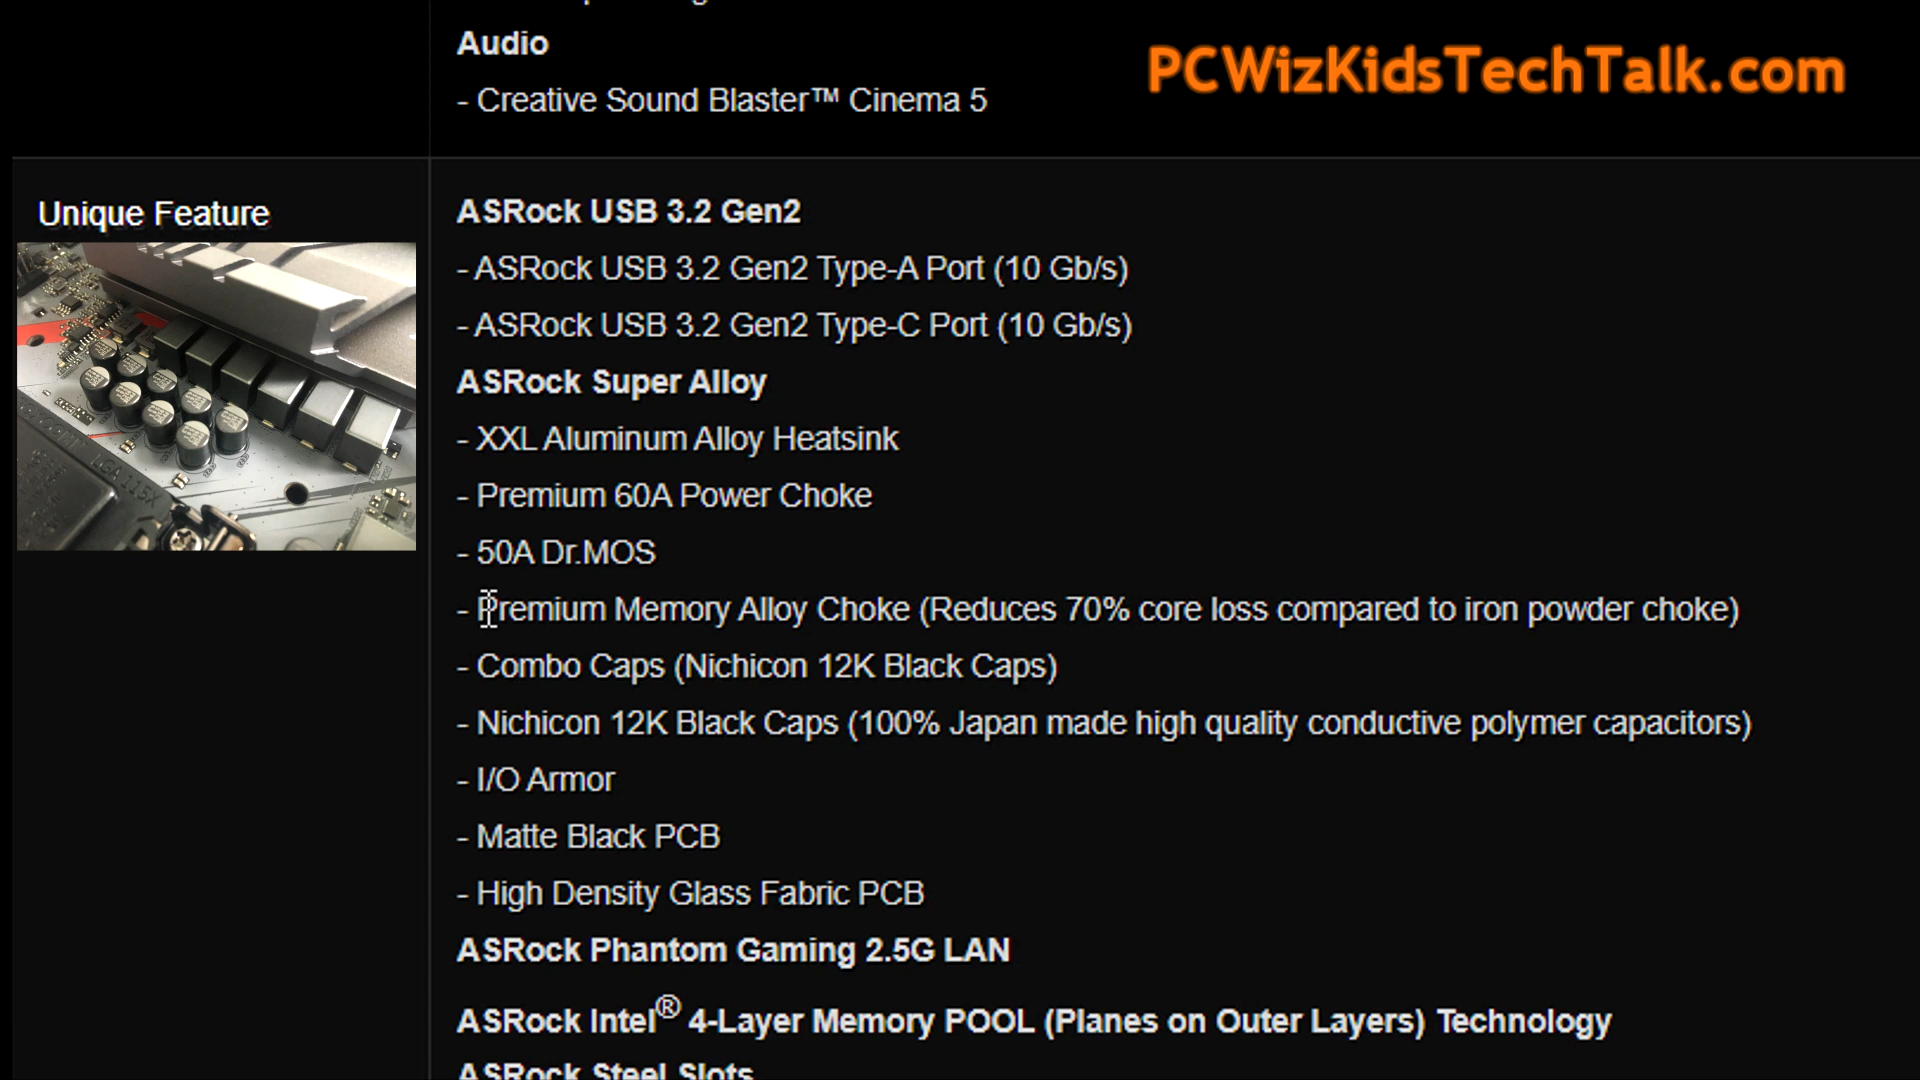 Audio
- Creative Sound Blaster™ Cinema 5
PCWizKidsTechTalk.com
Unique Feature
LGA 115X
ASRock USB 3.2 Gen2
- ASRock USB 3.2 Gen2 Type-A Port (10 Gb/s)
- ASRock USB 3.2 Gen2 Type-C Port (10 Gb/s)
ASRock Super Alloy
- XXL Aluminum Alloy Heatsink
- Premium 60A Power Choke
- 50A Dr.MOS
- Premium Memory Alloy Choke (Reduces 70% core loss compared to iron powder choke)
- Combo Caps (Nichicon 12K Black Caps)
- Nichicon 12K Black Caps (100% Japan made high quality conductive polymer capacitors)
- I/O Armor
- Matte Black PCB
- High Density Glass Fabric PCB
ASRock Phantom Gaming 2.5G LAN
ASRock Intel® 4-Layer Memory POOL (Planes on Outer Layers) Technology
ASRock Steel Slots